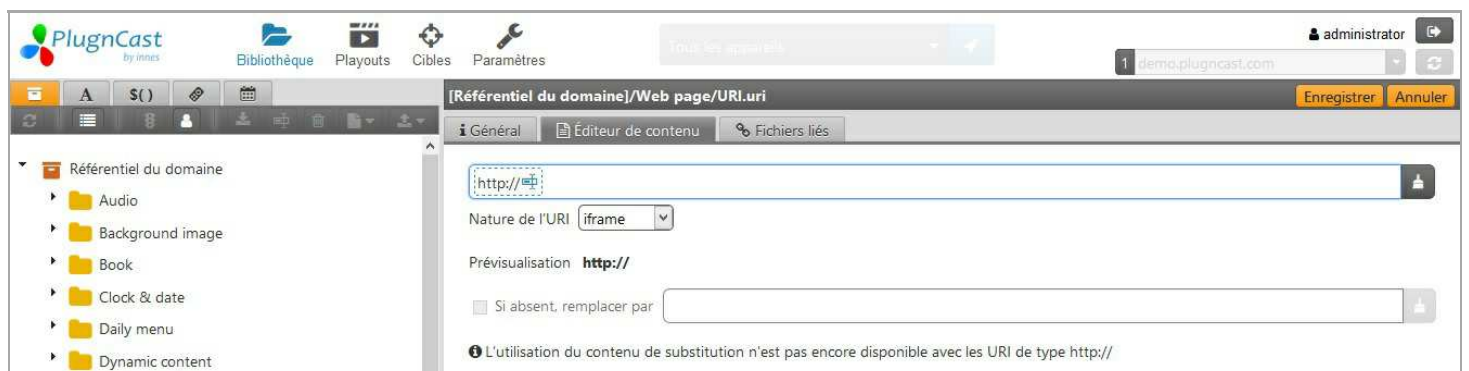 PlugnCast
by innes
Bibliothèque Playouts Cibles Paramètres
Tous les appareils
administrator
1 demo.plugncast.com
A $()
[Référentiel du domaine]/Web page/URI.uri
Enregistrer Annuler
i Général Éditeur de contenu Fichiers liés
Référentiel du domaine
Audio
Background image
Book
Clock & date
Daily menu
Dynamic content
http://
Nature de l'URI iframe
Prévisualisation http://
Si absent, remplacer par
L'utilisation du contenu de substitution n'est pas encore disponible avec les URI de type http://